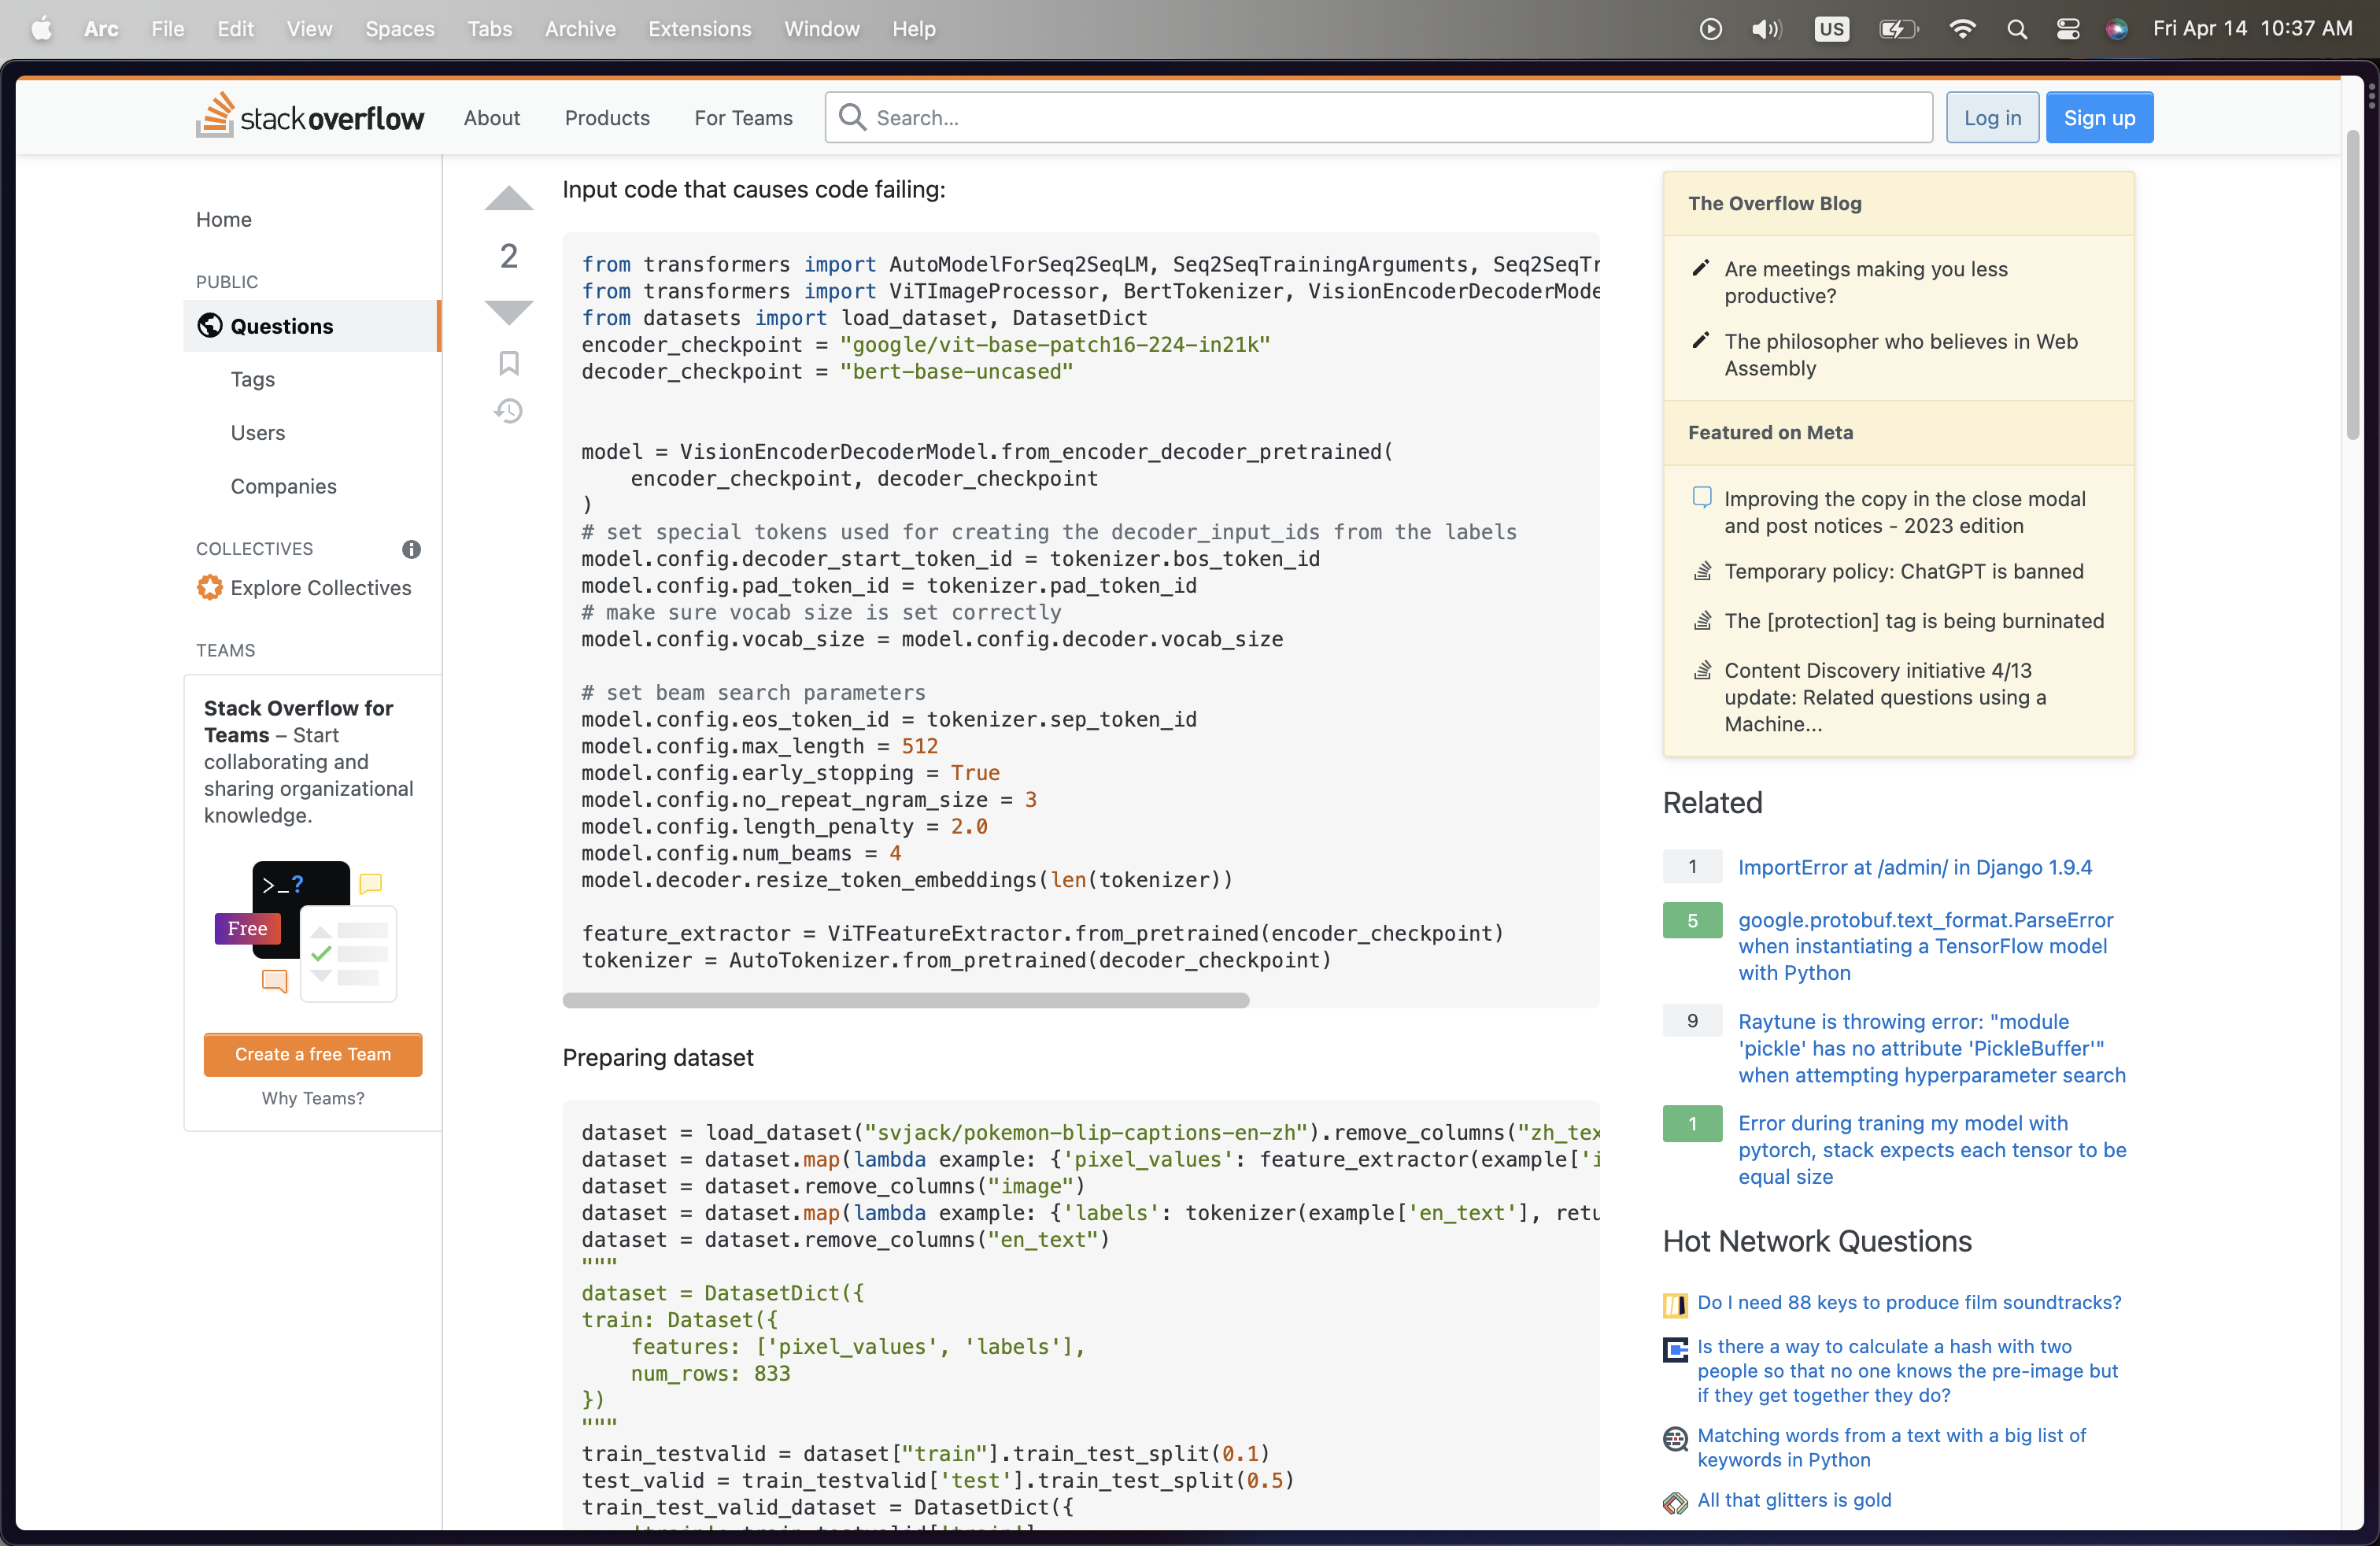 Arc File Edit View Spaces Tabs Archive Extensions Window Help US Fri Apr 14 10:37 AM
stackoverflow About Products For Teams Search... Log in Sign up
Home
PUBLIC
Questions
Tags
Users
Companies
COLLECTIVES
Explore Collectives
TEAMS
Stack Overflow for
Teams – Start
collaborating and
sharing organizational
knowledge.
>_?
Free
Create a free Team
Why Teams?
2
Input code that causes code failing:
from transformers import AutoModelForSeq2SeqLM, Seq2SeqTrainingArguments, Seq2SeqTr
from transformers import ViTImageProcessor, BertTokenizer, VisionEncoderDecoderMode
from datasets import load_dataset, DatasetDict
encoder_checkpoint = "google/vit-base-patch16-224-in21k"
decoder_checkpoint = "bert-base-uncased"
model = VisionEncoderDecoderModel.from_encoder_decoder_pretrained(
    encoder_checkpoint, decoder_checkpoint
)
# set special tokens used for creating the decoder_input_ids from the labels
model.config.decoder_start_token_id = tokenizer.bos_token_id
model.config.pad_token_id = tokenizer.pad_token_id
# make sure vocab size is set correctly
model.config.vocab_size = model.config.decoder.vocab_size
# set beam search parameters
model.config.eos_token_id = tokenizer.sep_token_id
model.config.max_length = 512
model.config.early_stopping = True
model.config.no_repeat_ngram_size = 3
model.config.length_penalty = 2.0
model.config.num_beams = 4
model.decoder.resize_token_embeddings(len(tokenizer))
feature_extractor = ViTFeatureExtractor.from_pretrained(encoder_checkpoint)
tokenizer = AutoTokenizer.from_pretrained(decoder_checkpoint)
Preparing dataset
dataset = load_dataset("svjack/pokemon-blip-captions-en-zh").remove_columns("zh_tex
dataset = dataset.map(lambda example: {'pixel_values': feature_extractor(example['i
dataset = dataset.remove_columns("image")
dataset = dataset.map(lambda example: {'labels': tokenizer(example['en_text'], retu
dataset = dataset.remove_columns("en_text")
"""
dataset = DatasetDict({
train: Dataset({
    features: ['pixel_values', 'labels'],
    num_rows: 833
})
"""
train_testvalid = dataset["train"].train_test_split(0.1)
test_valid = train_testvalid['test'].train_test_split(0.5)
train_test_valid_dataset = DatasetDict({
The Overflow Blog
Are meetings making you less
productive?
The philosopher who believes in Web
Assembly
Featured on Meta
Improving the copy in the close modal
and post notices - 2023 edition
Temporary policy: ChatGPT is banned
The [protection] tag is being burninated
Content Discovery initiative 4/13
update: Related questions using a
Machine...
Related
1 ImportError at /admin/ in Django 1.9.4
5 google.protobuf.text_format.ParseError
when instantiating a TensorFlow model
with Python
9 Raytune is throwing error: "module
'pickle' has no attribute 'PickleBuffer'"
when attempting hyperparameter search
1 Error during traning my model with
pytorch, stack expects each tensor to be
equal size
Hot Network Questions
Do I need 88 keys to produce film soundtracks?
Is there a way to calculate a hash with two
people so that no one knows the pre-image but
if they get together they do?
Matching words from a text with a big list of
keywords in Python
All that glitters is gold